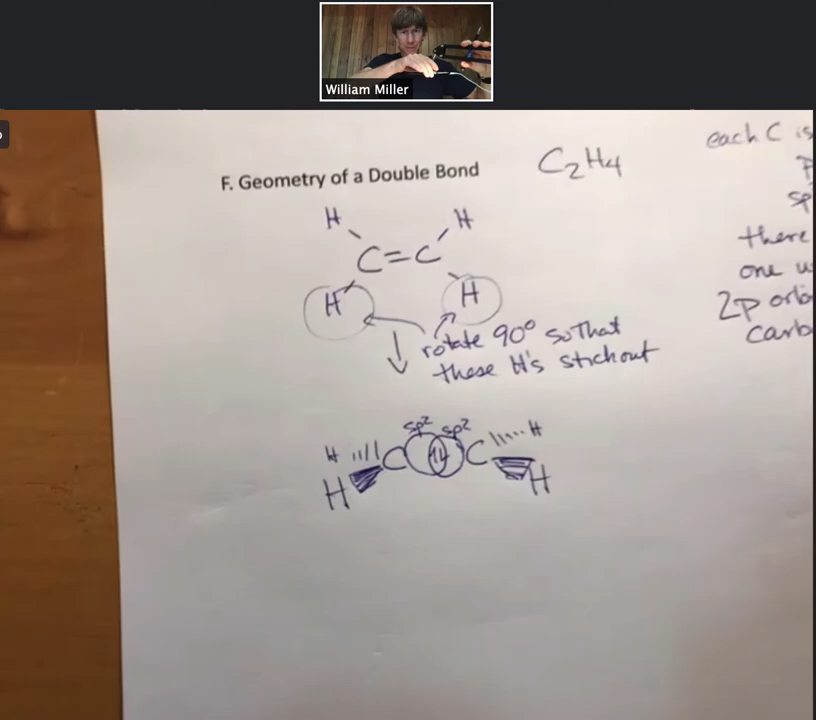 William Miller
F. Geometry of a Double Bond
C2H4
each C is
H H
C=C
H H
sp
there
one u
2p orb
carb
rotate 90° so that
these H's stick out
sp² sp²
H C C H
H H